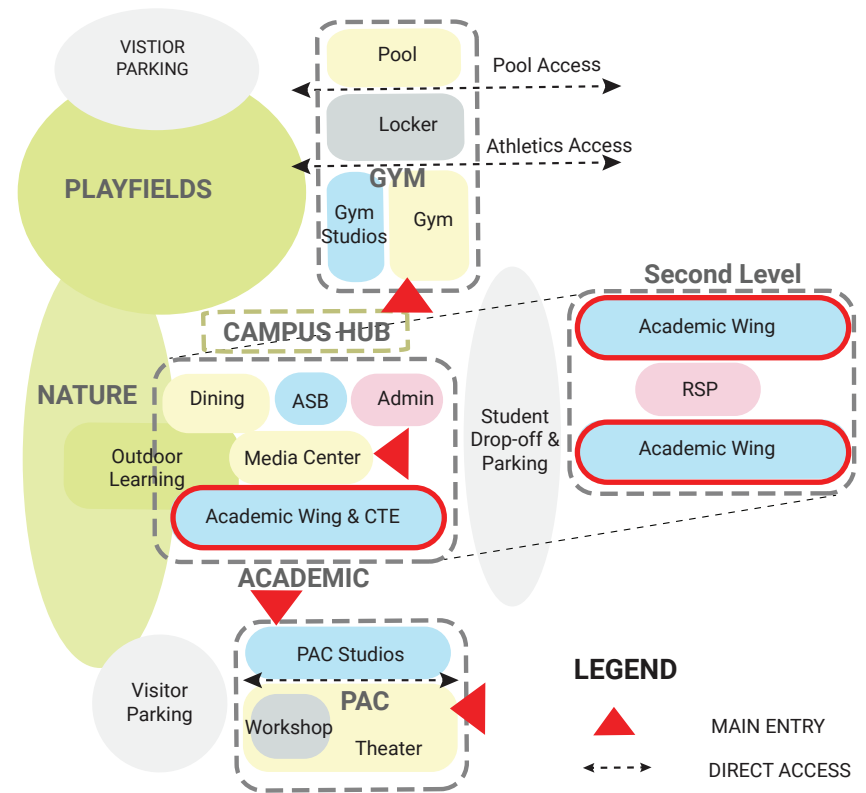 VISTIOR
PARKING
Pool
Pool Access
Locker
Athletics Access
GYM
PLAYFIELDS
Gym
Studios
Gym
Second Level
CAMPUS HUB
Academic Wing
NATURE
Dining
ASB
Admin
RSP
Student
Drop-off &
Parking
Outdoor
Learning
Media Center
Academic Wing
Academic Wing & CTE
ACADEMIC
PAC Studios
LEGEND
Visitor
Parking
PAC
Workshop
Theater
MAIN ENTRY
DIRECT ACCESS